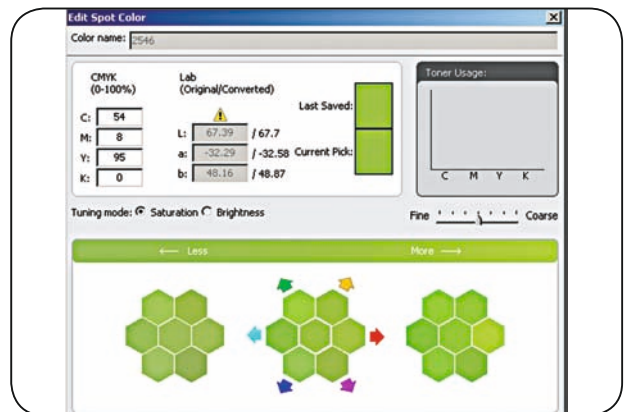 Edit Spot Color
Color name: 2546
CMYK
(0-100%)
Lab
(Original/Converted)
C: 54
M: 8
Y: 95
K: 0
L: 67.39 / 67.7
a: -32.29 / -32.58
b: 48.16 / 48.87
Last Saved:
Current Pick:
Toner Usage:
C M Y K
Tuning mode: Saturation Brightness
Fine Coarse
← Less More →